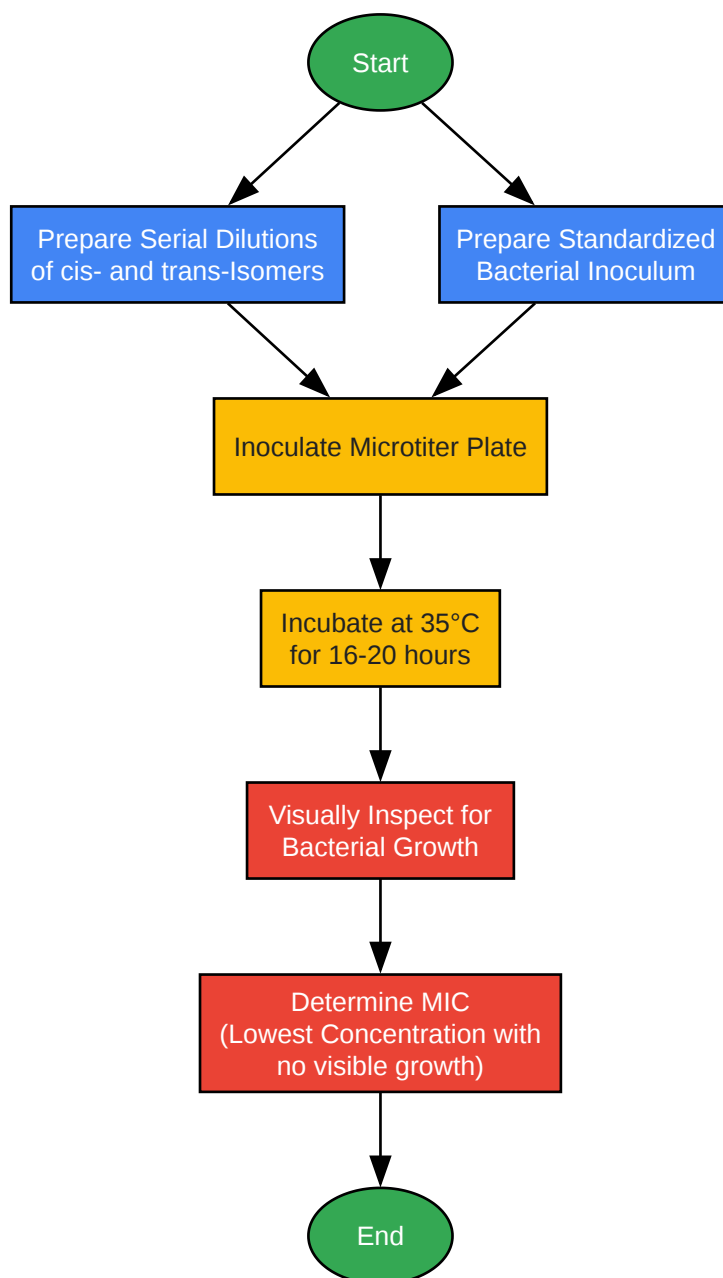 Start
Prepare Serial Dilutions
of cis- and trans-Isomers
Prepare Standardized
Bacterial Inoculum
Inoculate Microtiter Plate
Incubate at 35°C
for 16-20 hours
Visually Inspect for
Bacterial Growth
Determine MIC
(Lowest Concentration with
no visible growth)
End